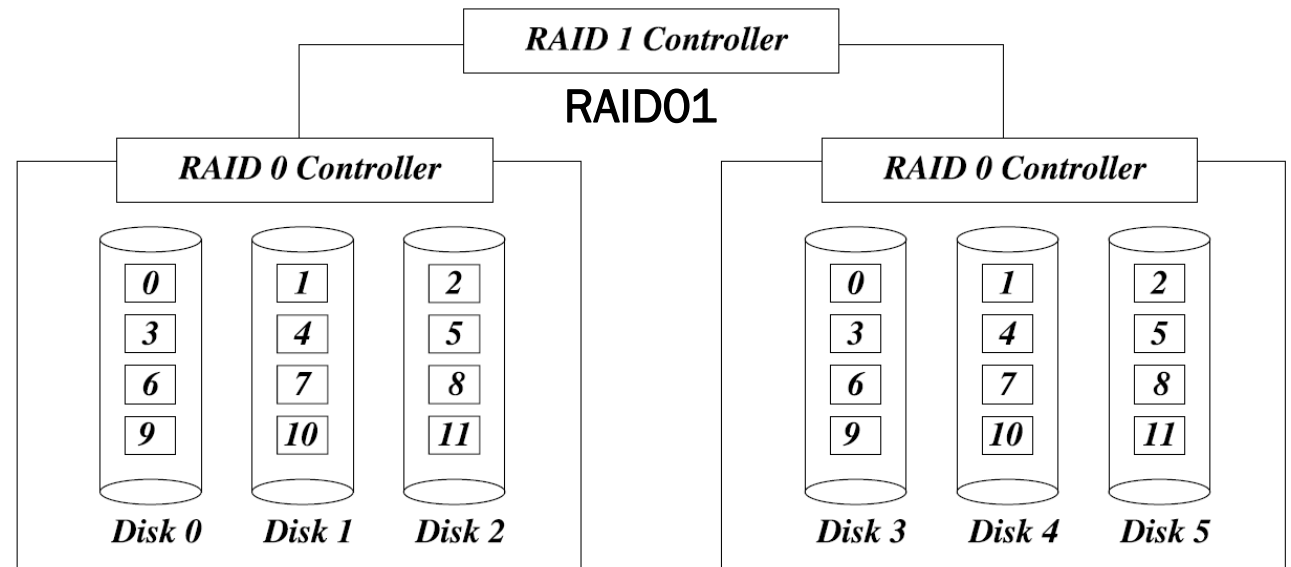 RAID 1 Controller
RAID01
RAID 0 Controller RAID 0 Controller
0 1 2 0 1 2
3 4 5 3 4 5
6 7 8 6 7 8
9 10 11 9 10 11
Disk 0 Disk 1 Disk 2 Disk 3 Disk 4 Disk 5